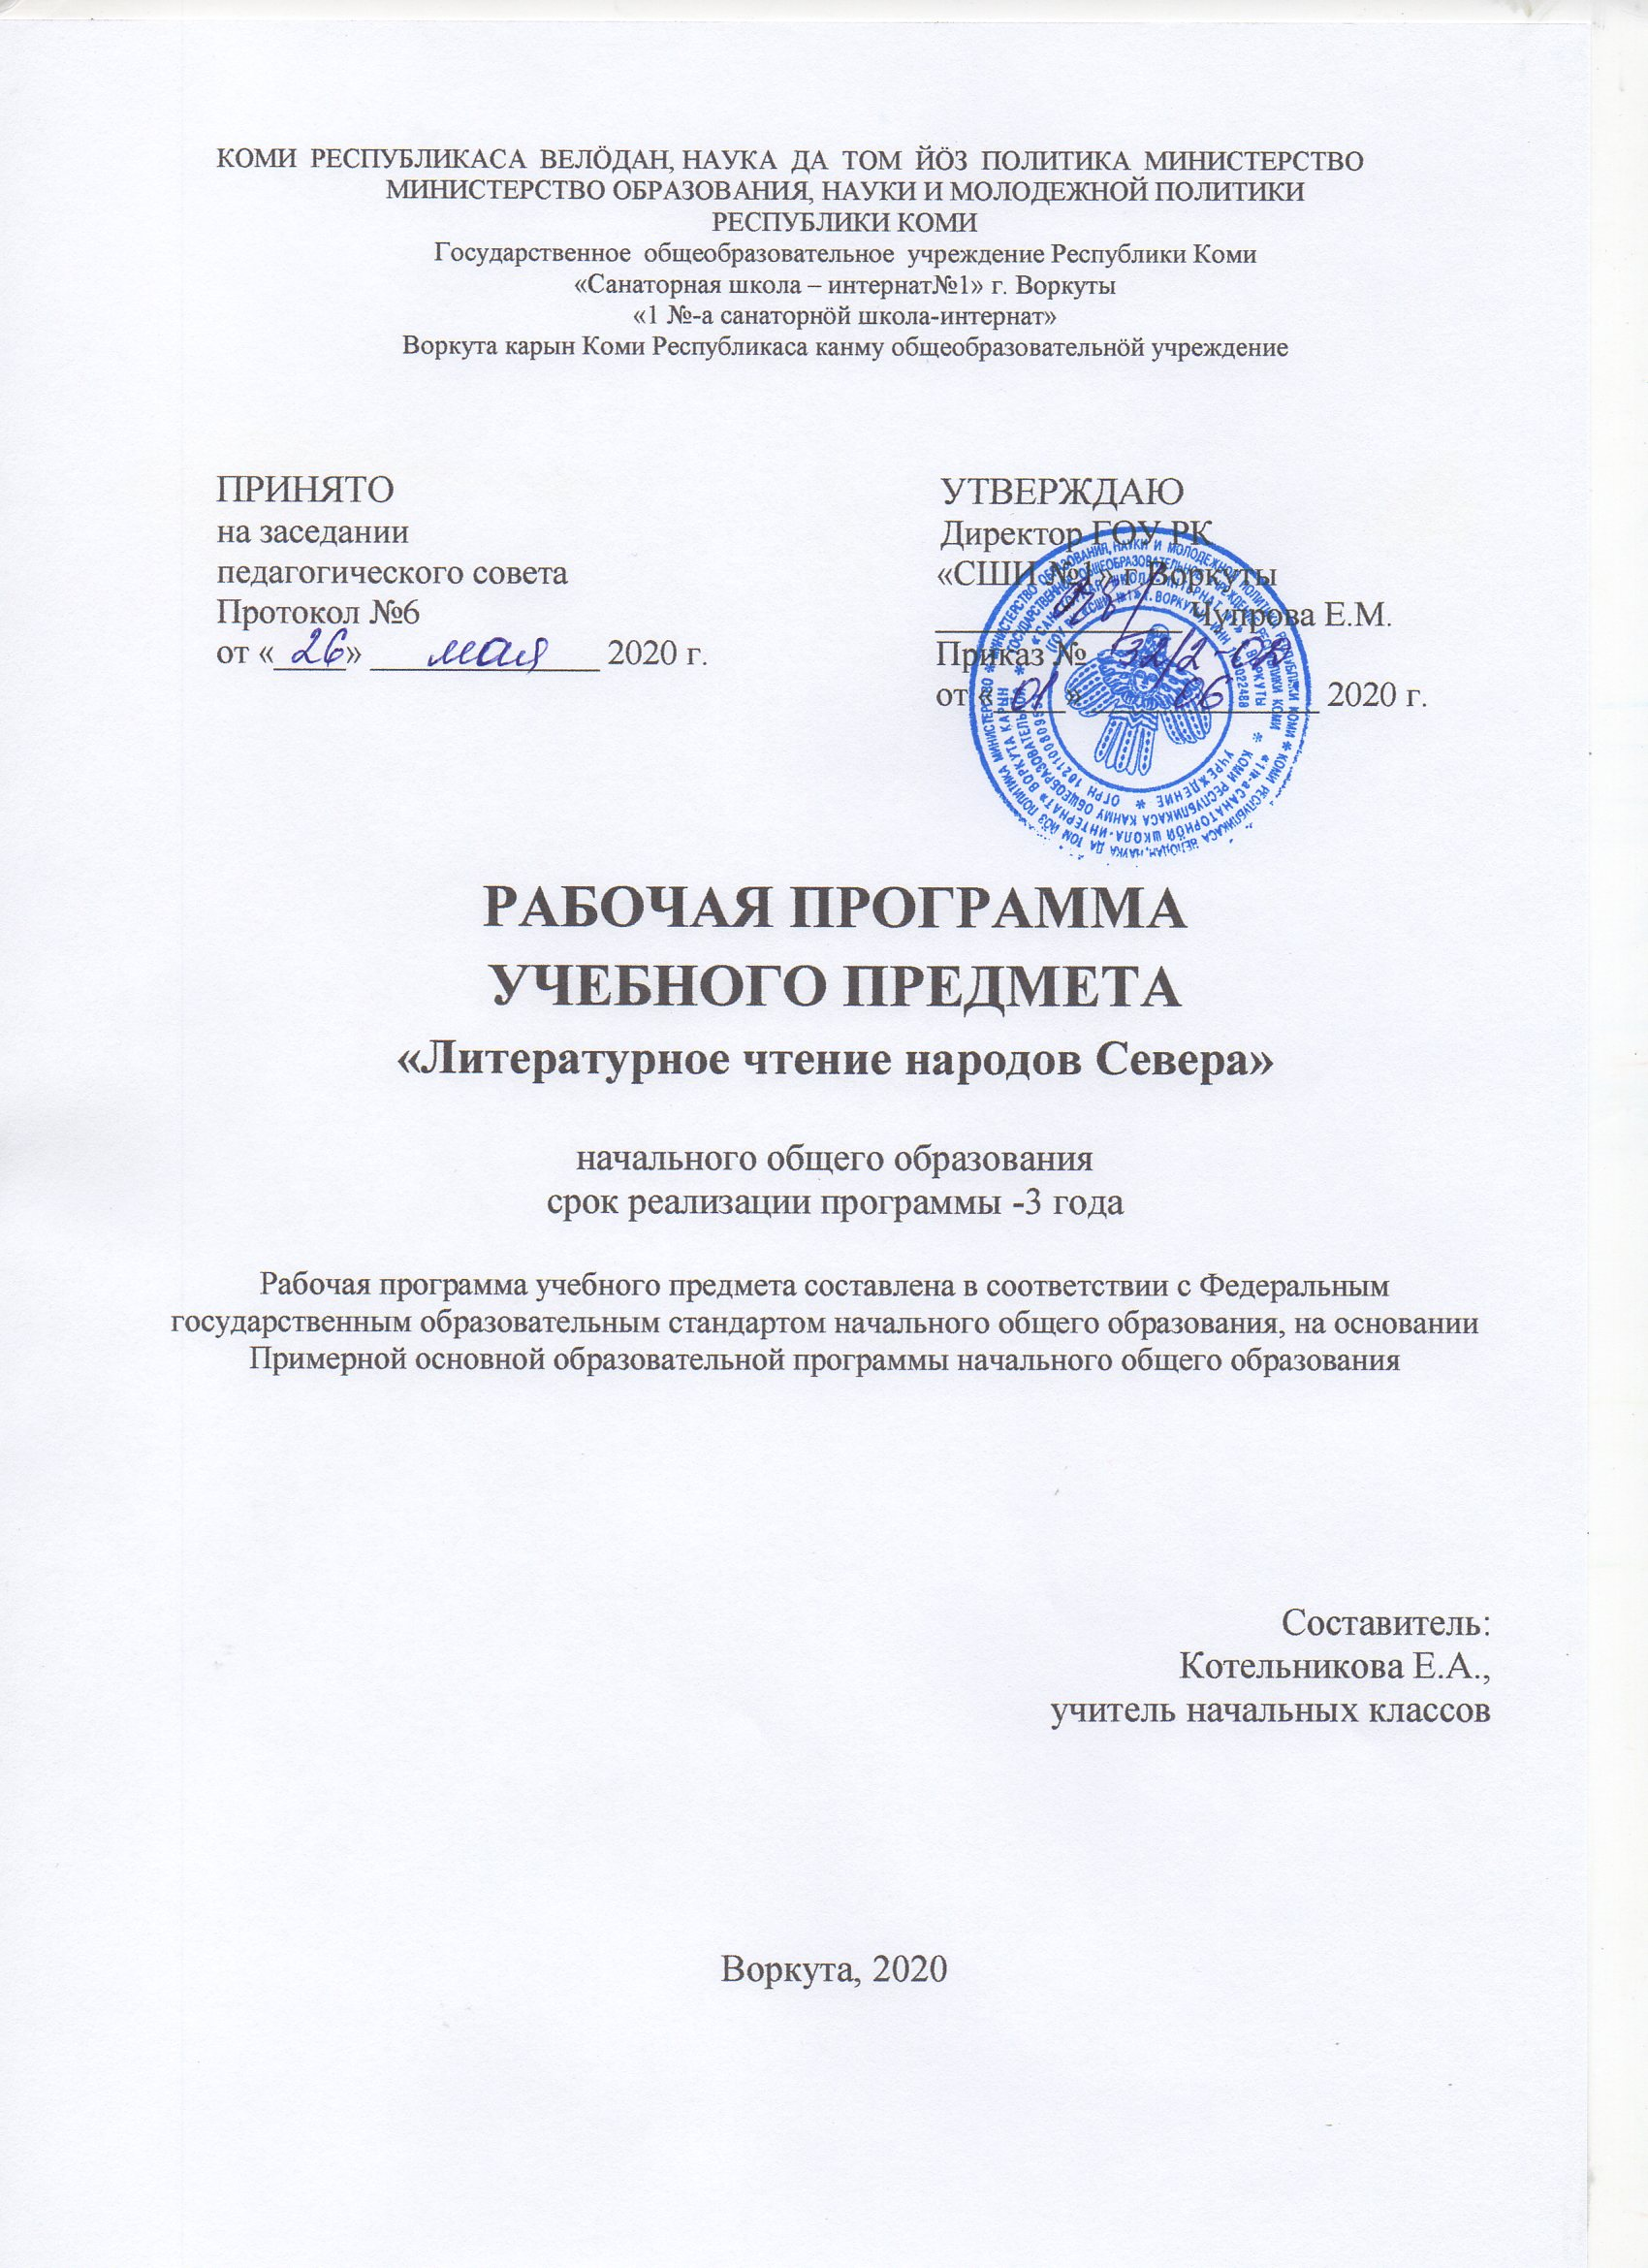 КОМИ РЕСПУБЛИКАСА ВЕЛӦДАН, НАУКА ДА ТОМ ЙӦЗ ПОЛИТИКА МИНИСТЕРСТВО
МИНИСТЕРСТВО ОБРАЗОВАНИЯ, НАУКИ И МОЛОДЕЖНОЙ ПОЛИТИКИ
РЕСПУБЛИКИ КОМИ
Государственное общеобразовательное учреждение Республики Коми
«Санаторная школа – интернат№1» г. Воркуты
«1 №-а санаторнӧй школа-интернат»
Воркута карын Коми Республикаса канму общеобразовательнӧй учреждение
ПРИНЯТО
на заседании
педагогического совета
Протокол №6
от «26» мая 2020 г.
УТВЕРЖДАЮ
Директор ГОУ РК
«СШИ №1» г. Воркуты
Чупрова Е.М.
Приказ № 32/2-
от «01» 06 2020 г.
РАБОЧАЯ ПРОГРАММА
УЧЕБНОГО ПРЕДМЕТА
«Литературное чтение народов Севера»
начального общего образования
срок реализации программы -3 года
Рабочая программа учебного предмета составлена в соответствии с Федеральным
государственным образовательным стандартом начального общего образования, на основании
Примерной основной образовательной программы начального общего образования
Составитель:
Котельникова Е.А.,
учитель начальных классов
Воркута, 2020